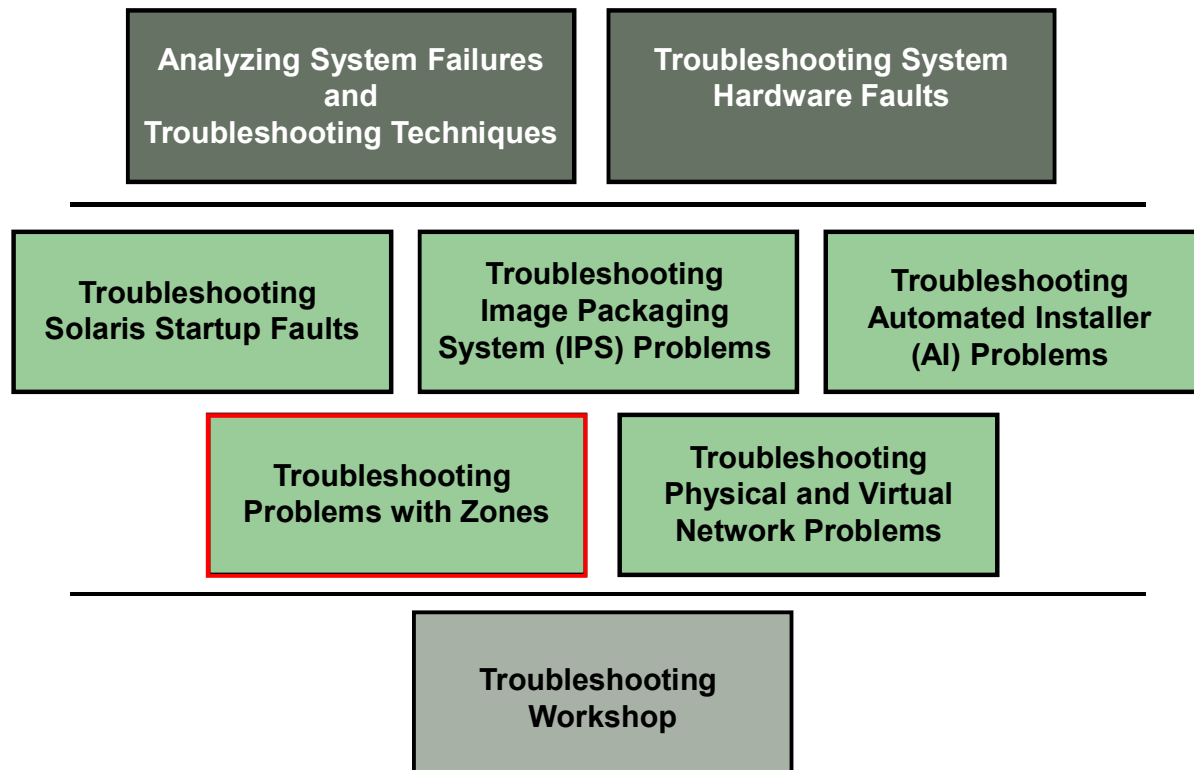 Analyzing System Failures
and
Troubleshooting Techniques
Troubleshooting System
Hardware Faults
Troubleshooting
Solaris Startup Faults
Troubleshooting
Image Packaging
System (IPS) Problems
Troubleshooting
Automated Installer
(AI) Problems
Troubleshooting
Problems with Zones
Troubleshooting
Physical and Virtual
Network Problems
Troubleshooting
Workshop